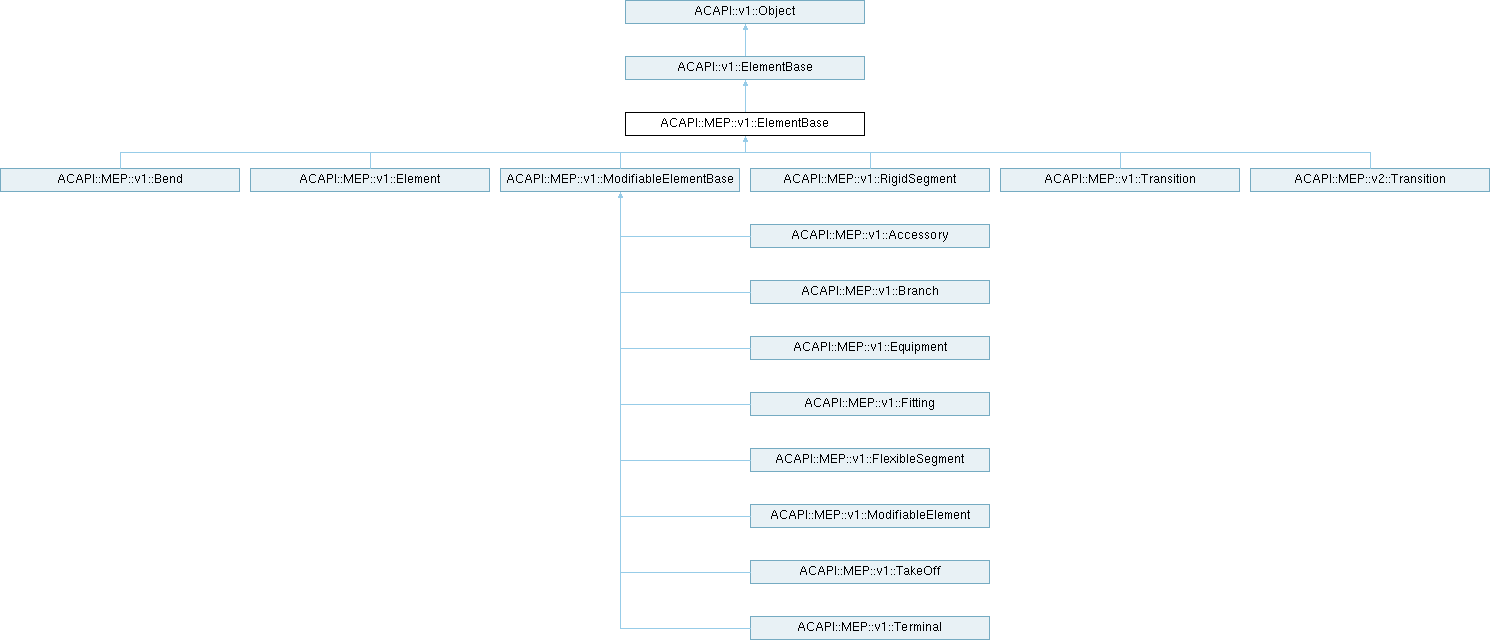 ACAPI::v1::Object
ACAPI::v1::ElementBase
ACAPI::MEP::v1::ElementBase
ACAPI::MEP::v1::Bend
ACAPI::MEP::v1::Element
ACAPI::MEP::v1::ModifiableElementBase
ACAPI::MEP::v1::RigidSegment
ACAPI::MEP::v1::Transition
ACAPI::MEP::v2::Transition
ACAPI::MEP::v1::Accessory
ACAPI::MEP::v1::Branch
ACAPI::MEP::v1::Equipment
ACAPI::MEP::v1::Fitting
ACAPI::MEP::v1::FlexibleSegment
ACAPI::MEP::v1::ModifiableElement
ACAPI::MEP::v1::TakeOff
ACAPI::MEP::v1::Terminal